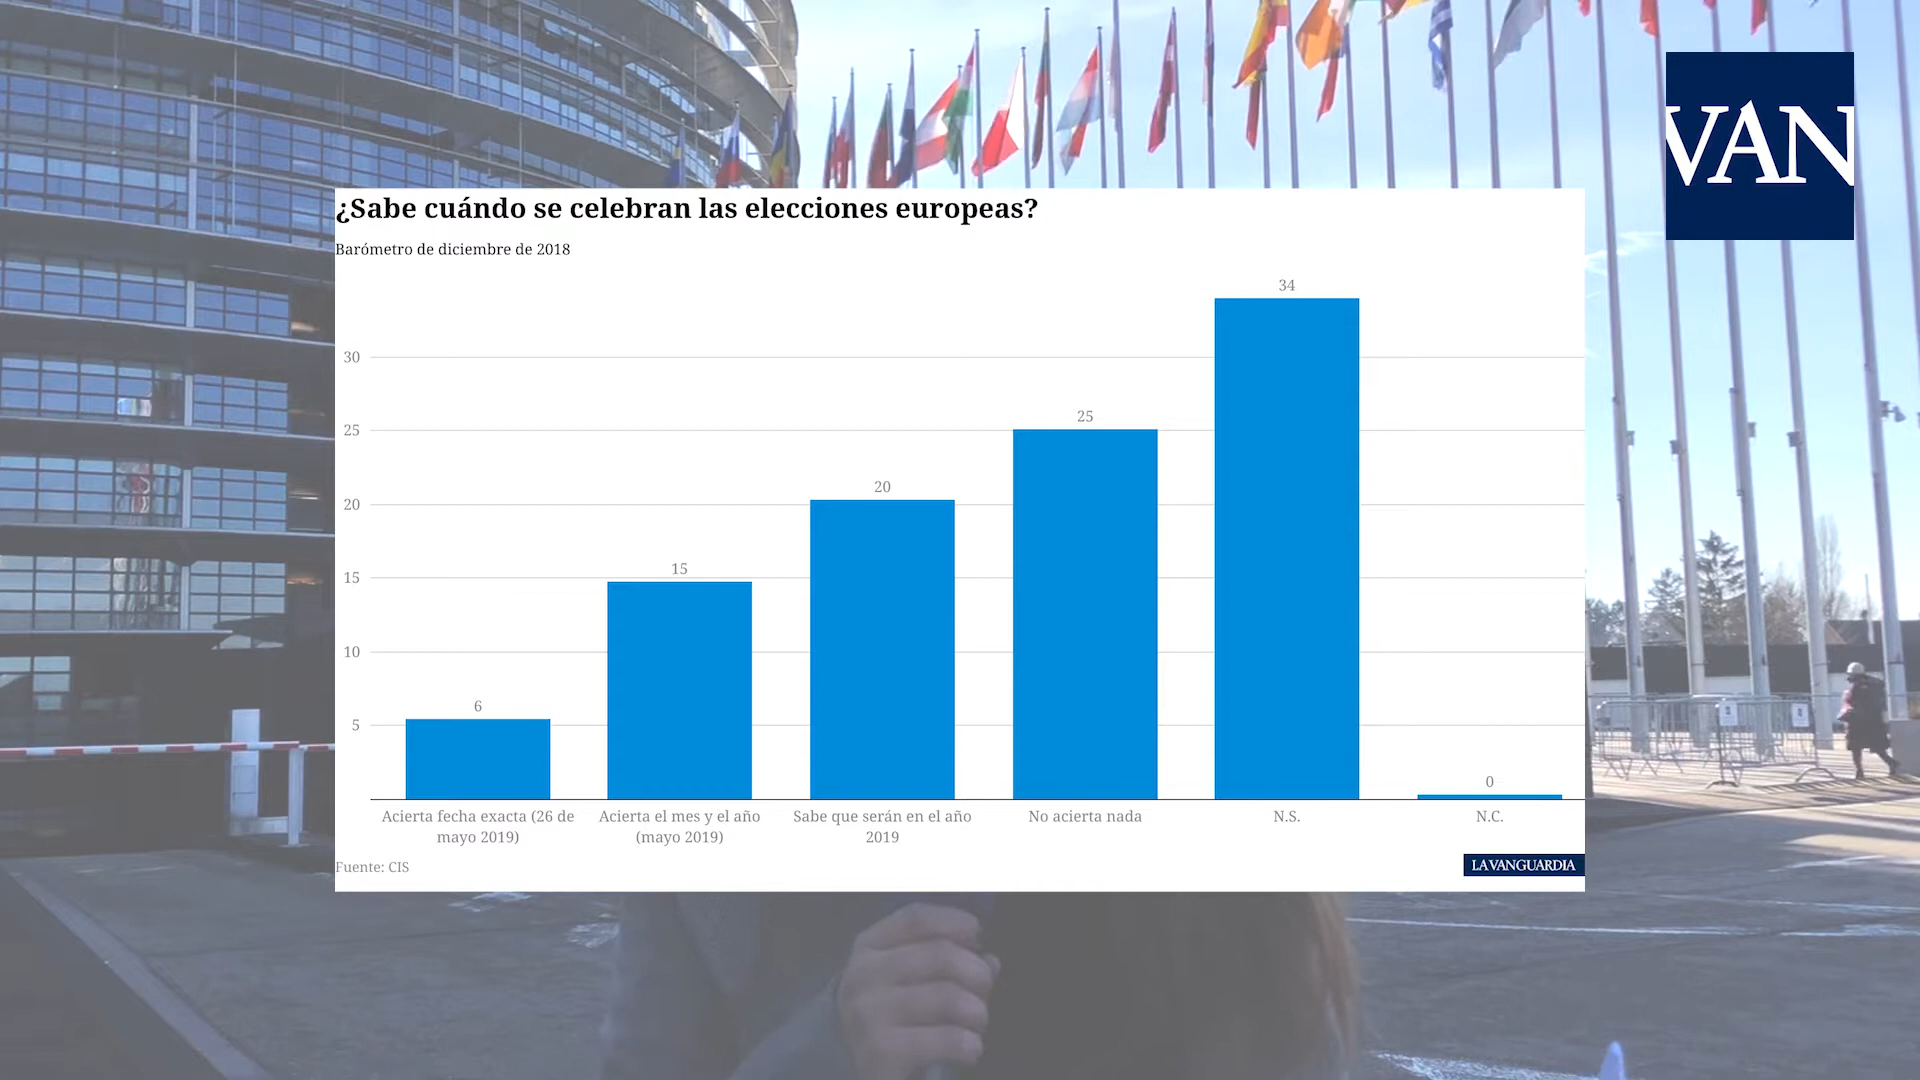 VAN
¿Sabe cuándo se celebran las elecciones europeas?
Barómetro de diciembre de 2018
34
30
25
25
20
20
15
15
10
6
5
0
Acierta fecha exacta (26 de
mayo 2019)
Acierta el mes y el año
(mayo 2019)
Sabe que serán en el año
2019
No acierta nada
N.S.
N.C.
Fuente: CIS
LA VANGUARDIA